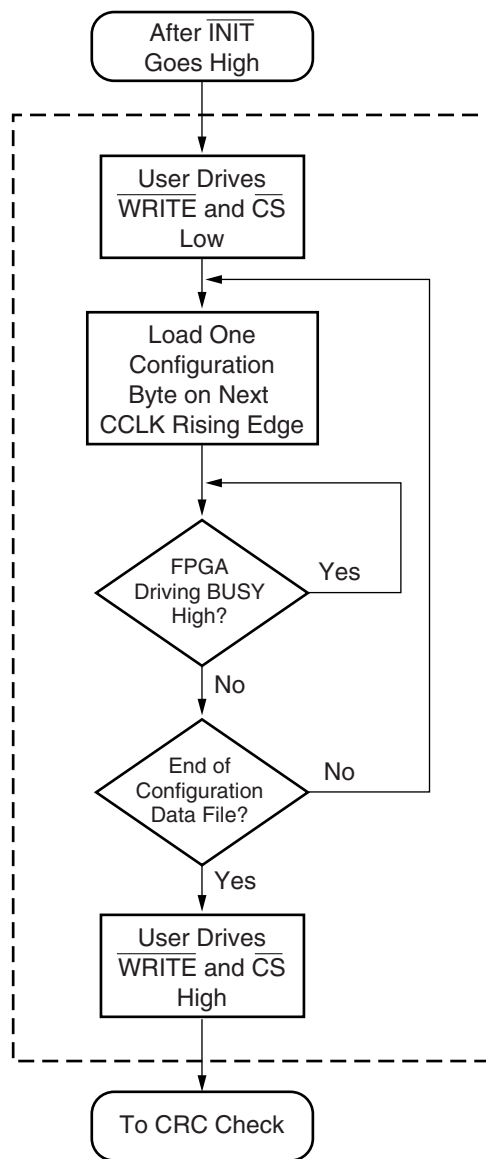 After INIT
Goes High
User Drives
WRITE and CS
Low
Load One
Configuration
Byte on Next
CCLK Rising Edge
FPGA
Driving BUSY
High?
Yes
No
End of
Configuration
Data File?
No
Yes
User Drives
WRITE and CS
High
To CRC Check